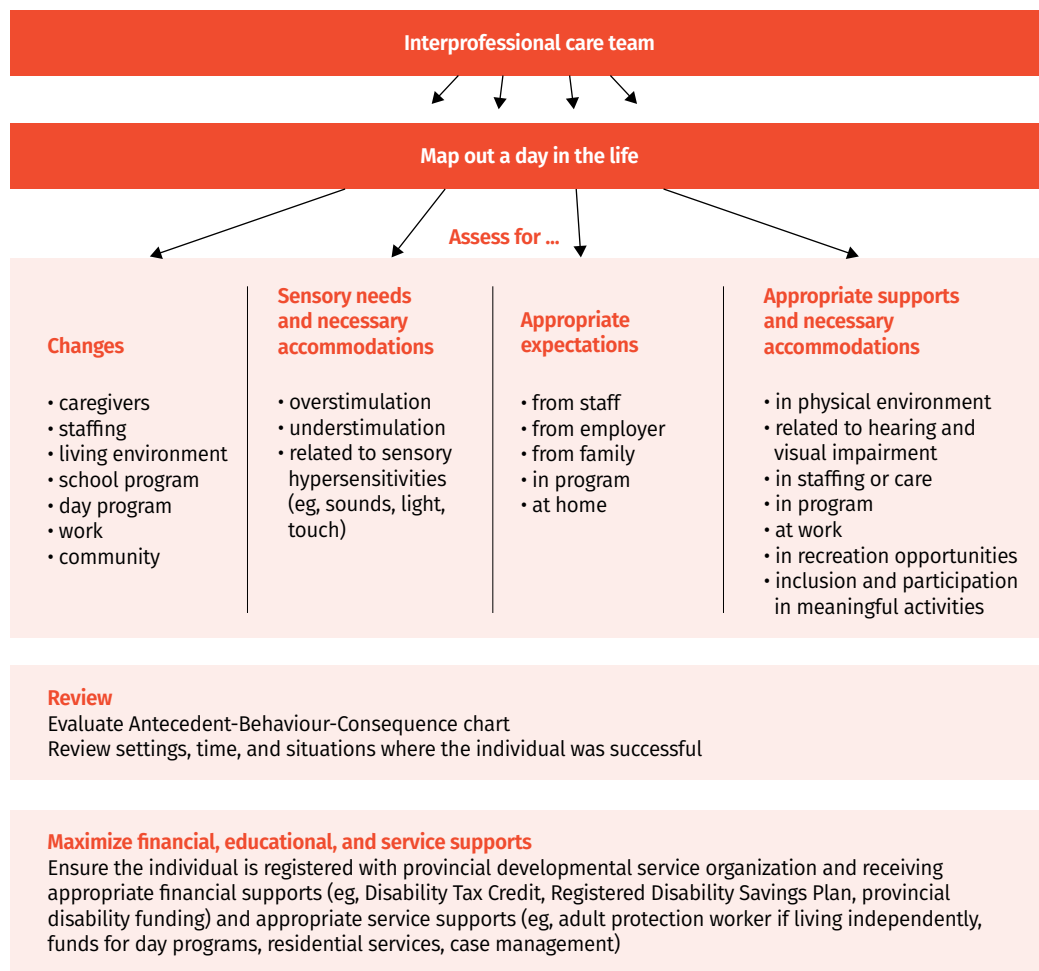 Interprofessional care team
Map out a day in the life
Assess for ...
Changes
• caregivers
• staffing
• living environment
• school program
• day program
• work
• community
Sensory needs
and necessary
accommodations
• overstimulation
• understimulation
• related to sensory
hypersensitivities
(eg, sounds, light,
touch)
Appropriate
expectations
• from staff
• from employer
• from family
• in program
• at home
Appropriate supports
and necessary
accommodations
• in physical environment
• related to hearing and
visual impairment
• in staffing or care
• in program
• at work
• in recreation opportunities
• inclusion and participation
in meaningful activities
Review
Evaluate Antecedent-Behaviour-Consequence chart
Review settings, time, and situations where the individual was successful
Maximize financial, educational, and service supports
Ensure the individual is registered with provincial developmental service organization and receiving
appropriate financial supports (eg, Disability Tax Credit, Registered Disability Savings Plan, provincial
disability funding) and appropriate service supports (eg, adult protection worker if living independently,
funds for day programs, residential services, case management)